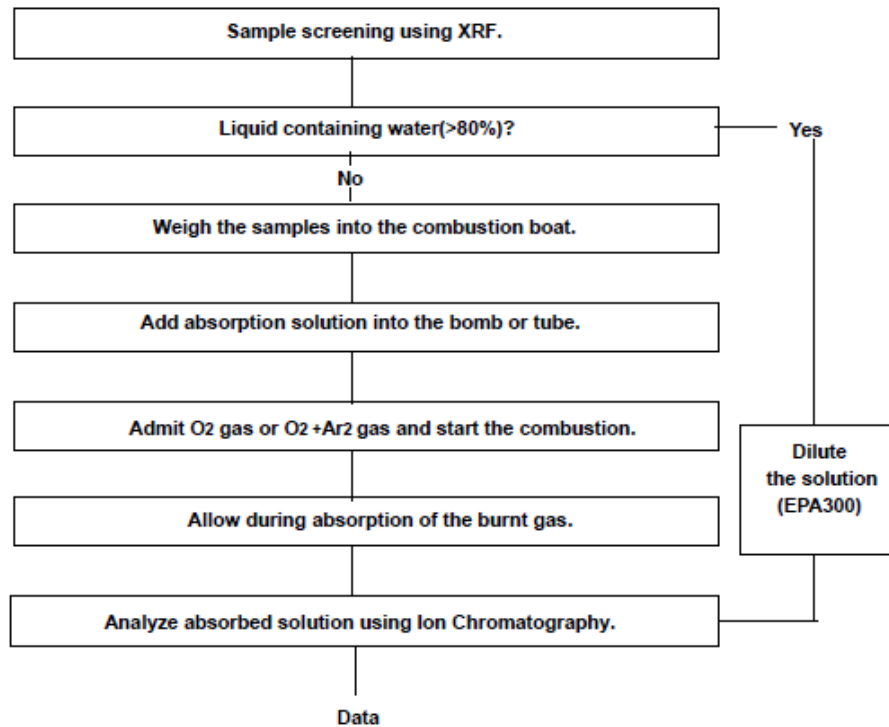 Sample screening using XRF.
Liquid containing water(>80%)?
Yes
No
Weigh the samples into the combustion boat.
Add absorption solution into the bomb or tube.
Admit O2 gas or O2 +Ar2 gas and start the combustion.
Dilute
the solution
(EPA300)
Allow during absorption of the burnt gas.
Analyze absorbed solution using Ion Chromatography.
Data